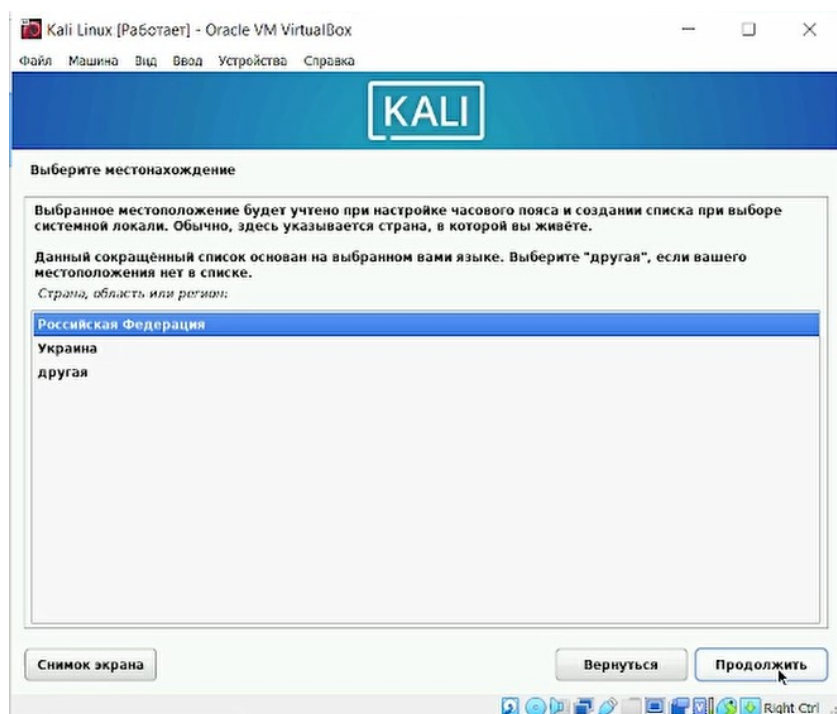 Kali Linux [Работает] - Oracle VM VirtualBox
Файл Машина Вид Ввод Устройства Справка
KALI
Выберите местонахождение
Выбранное местоположение будет учтено при настройке часового пояса и создании списка при выборе
системной локали. Обычно, здесь указывается страна, в которой вы живёте.
Данный сокращённый список основан на выбранном вами языке. Выберите "другая", если вашего
местоположения нет в списке.
Страна, область или регион:
Российская Федерация
Украина
другая
Снимок экрана Вернуться Продолжить
Right Ctrl